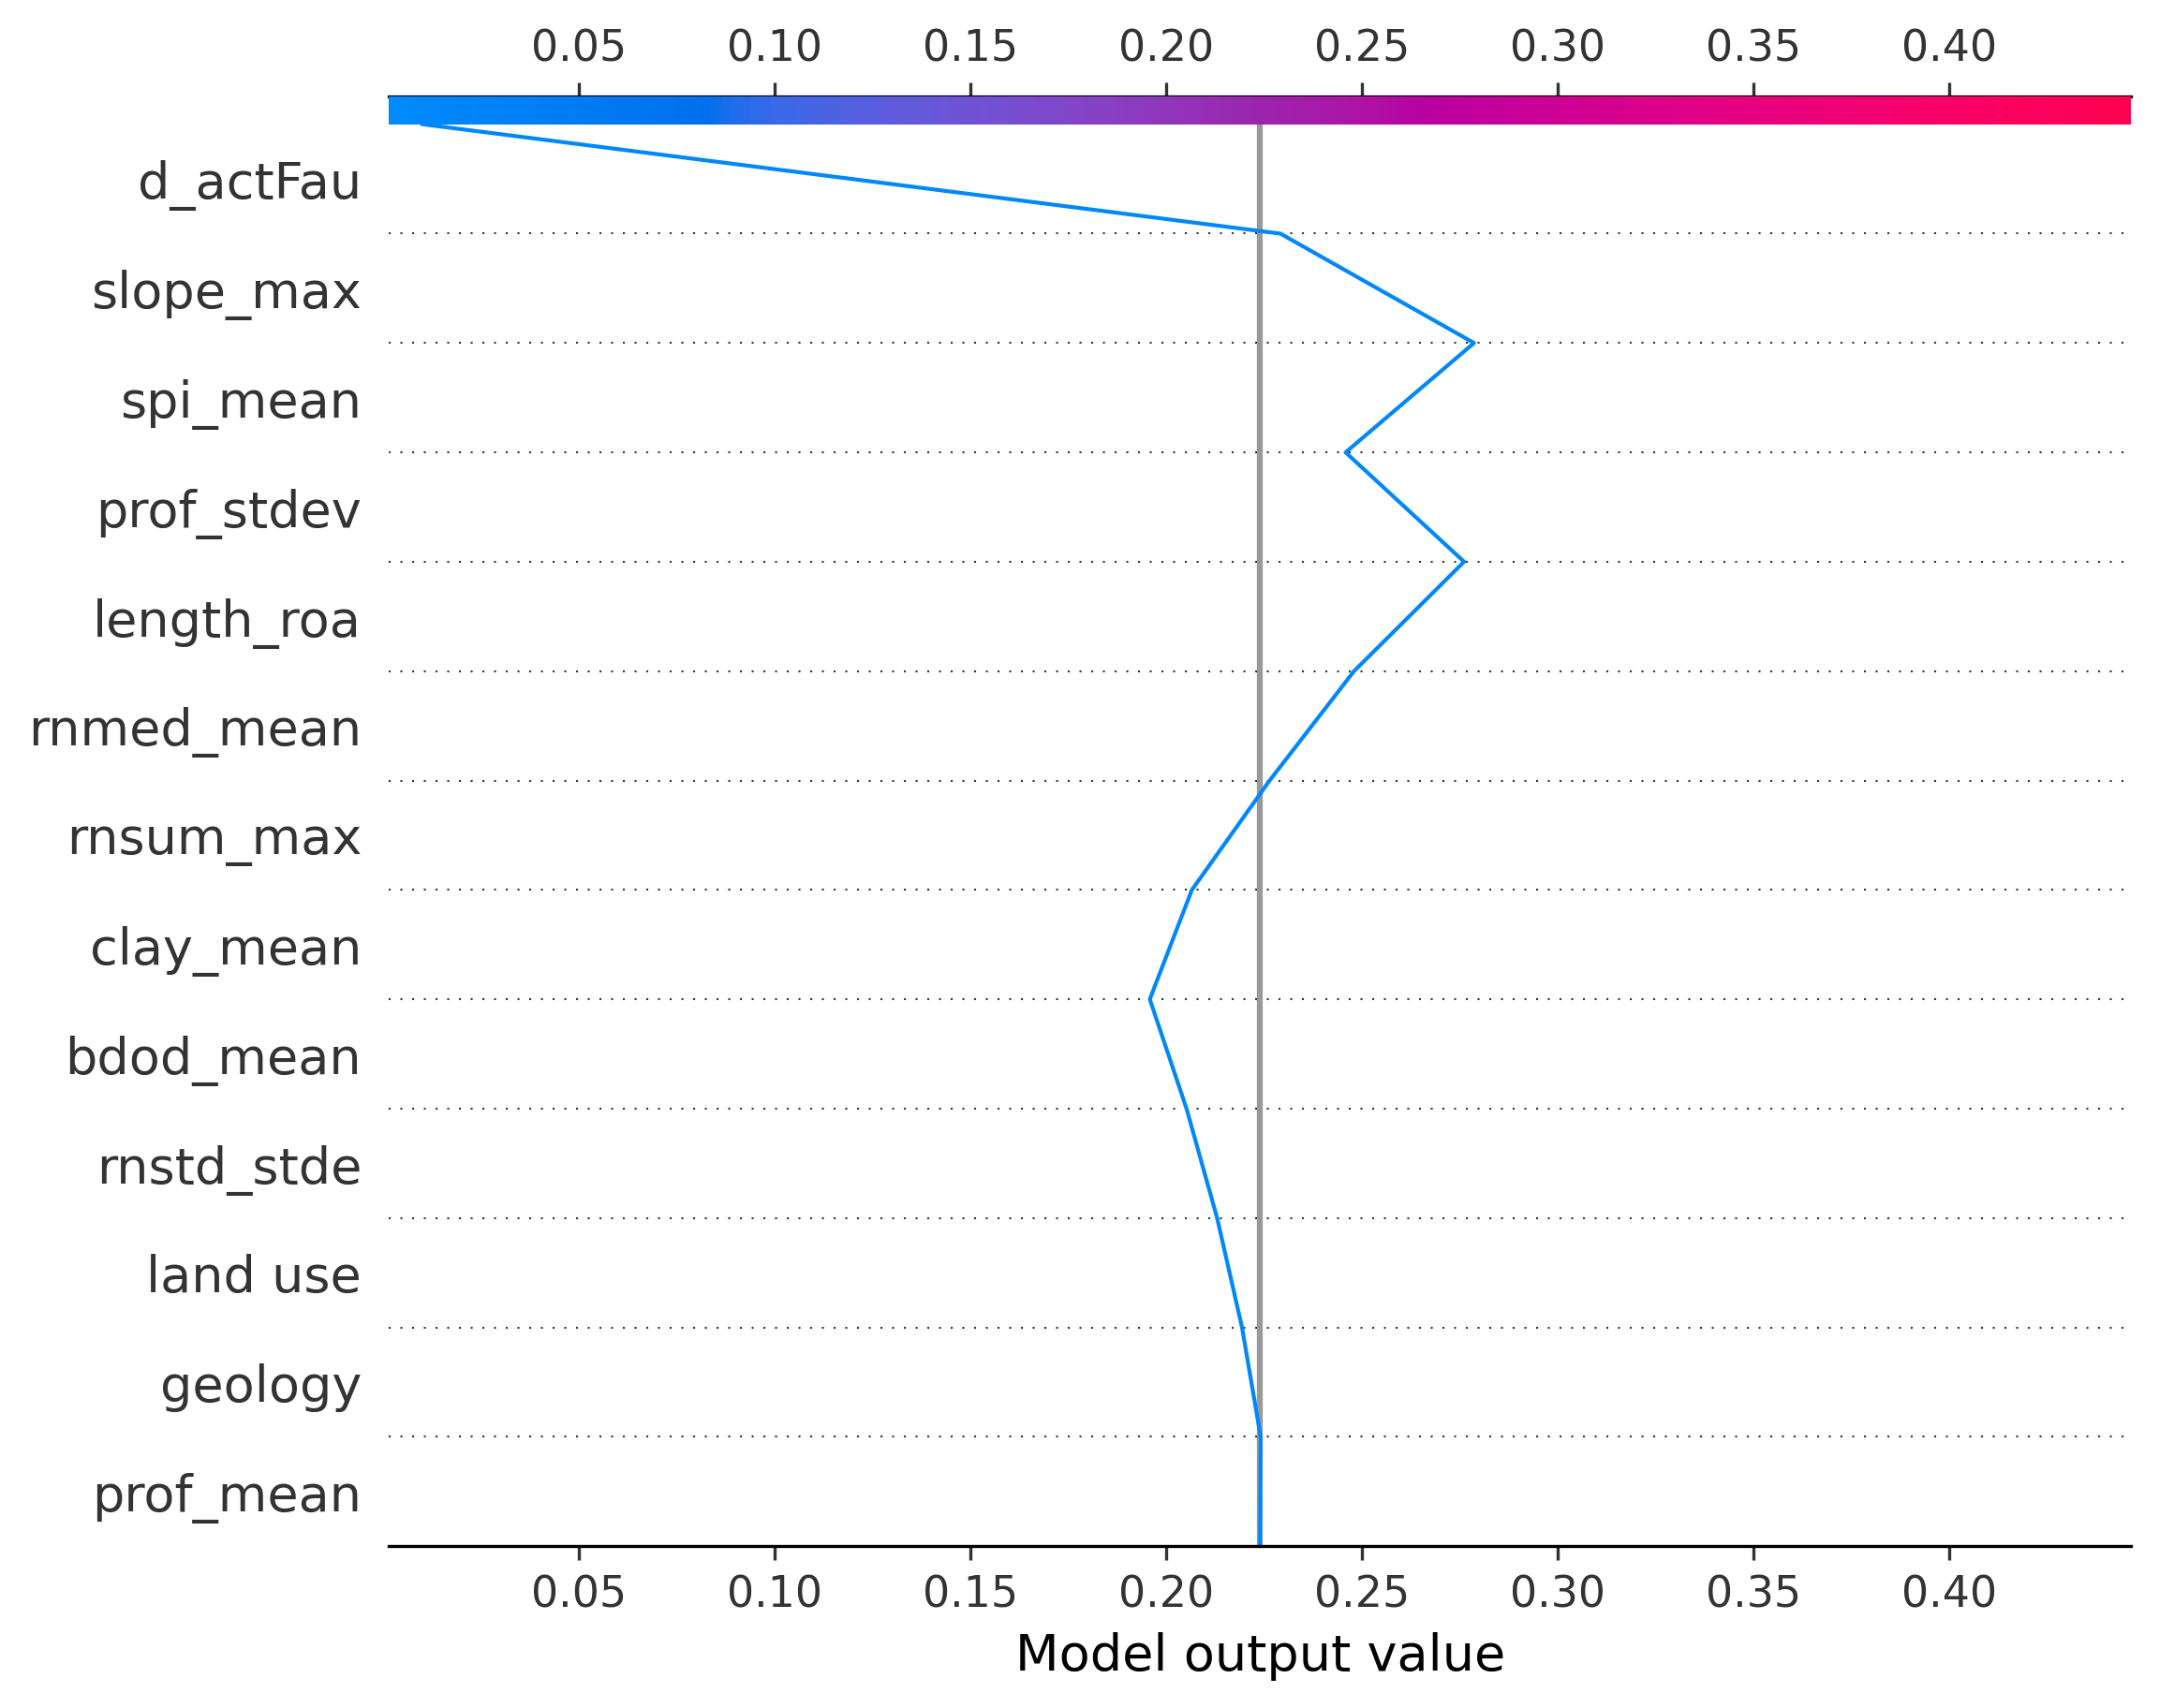 0.05 0.10 0.15 0.20 0.25 0.30 0.35 0.40
d_actFau
slope_max
spi_mean
prof_stdev
length_roa
rnmed_mean
rnsum_max
clay_mean
bdod_mean
rnstd_stde
land use
geology
prof_mean
0.05 0.10 0.15 0.20 0.25 0.30 0.35 0.40
Model output value